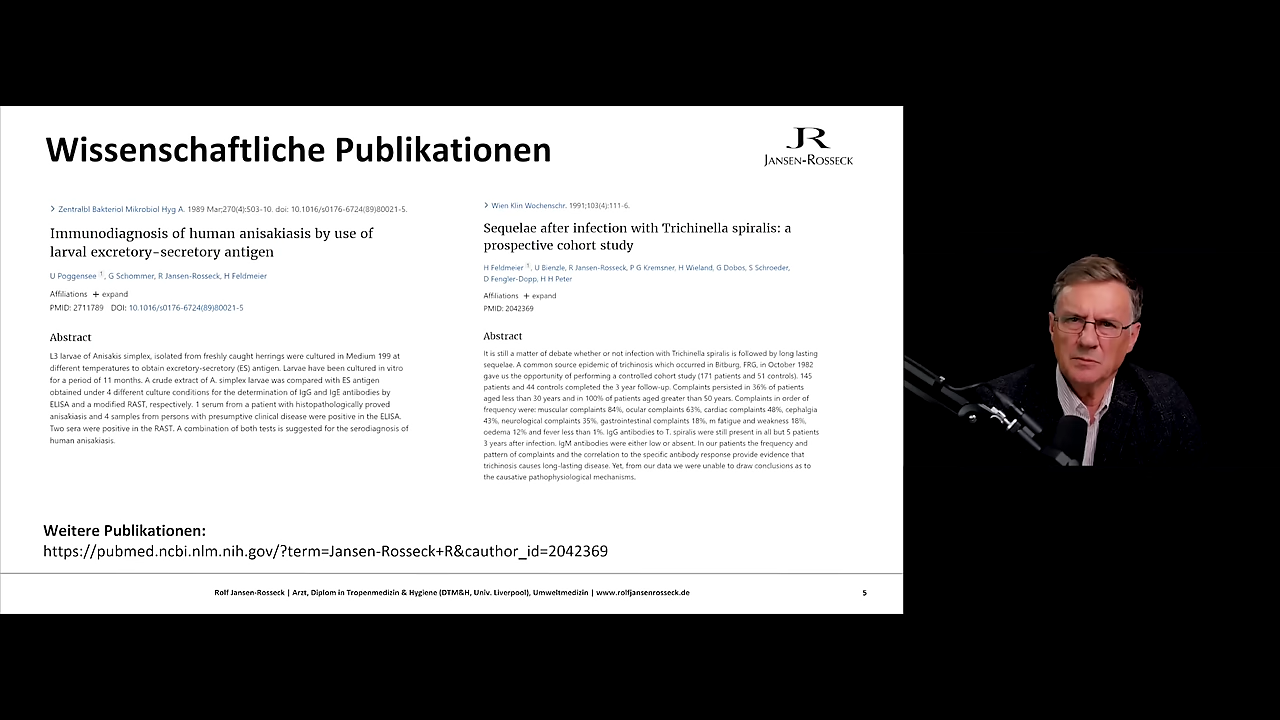 Wissenschaftliche Publikationen
JR
JANSEN-ROSSECK
Zentralbl Bakteriol Mikrobiol Hyg A. 1989 Mar;270(4):503-10. doi: 10.1016/s0176-6724(89)80021-5.
Immunodiagnosis of human anisakiasis by use of
larval excretory-secretory antigen
U Poggensee 1, G Schommer, R Jansen-Rosseck, H Feldmeier
Affiliations + expand
PMID: 2711789 DOI: 10.1016/s0176-6724(89)80021-5
Abstract
L3 larvae of Anisakis simplex, isolated from freshly caught herrings were cultured in Medium 199 at
different temperatures to obtain excretory-secretory (ES) antigen. Larvae have been cultured in vitro
for a period of 11 months. A crude extract of A. simplex larvae was compared with ES antigen
obtained under 4 different culture conditions for the determination of IgG and IgE antibodies by
ELISA and a modified RAST, respectively. 1 serum from a patient with histopathologically proved
anisakiasis and 4 samples from persons with presumptive clinical disease were positive in the ELISA.
Two sera were positive in the RAST. A combination of both tests is suggested for the serodiagnosis of
human anisakiasis.
Wien Klin Wochenschr. 1991;103(4):111-6.
Sequelae after infection with Trichinella spiralis: a
prospective cohort study
H Feldmeier 1, U Bienzle, R Jansen-Rosseck, P G Kremsner, H Wieland, G Dobos, S Schroeder,
D Fengler-Dopp, H H Peter
Affiliations + expand
PMID: 2042369
Abstract
It is still a matter of debate whether or not infection with Trichinella spiralis is followed by long lasting
sequelae. A common source epidemic of trichinosis which occurred in Bitburg, FRG, in October 1982
gave us the opportunity of performing a controlled cohort study (171 patients and 51 controls). 145
patients and 44 controls completed the 3 year follow-up. Complaints persisted in 36% of patients
aged less than 30 years and in 100% of patients aged greater than 50 years. Complaints in order of
frequency were: muscular complaints 84%, ocular complaints 63%, cardiac complaints 48%, cephalgia
43%, neurological complaints 35%, gastrointestinal complaints 18%, m fatigue and weakness 18%,
oedema 12% and fever less than 1%. IgG antibodies to T. spiralis were still present in all but 5 patients
3 years after infection. IgM antibodies were either low or absent. In our patients the frequency and
pattern of complaints and the correlation to the specific antibody response provide evidence that
trichinosis causes long-lasting disease. Yet, from our data we were unable to draw conclusions as to
the causative pathophysiological mechanisms.
Weitere Publikationen:
https://pubmed.ncbi.nlm.nih.gov/?term=Jansen-Rosseck+R&cauthor_id=2042369
Rolf Jansen-Rosseck | Arzt, Diplom in Tropenmedizin & Hygiene (DTM&H, Univ. Liverpool), Umweltmedizin | www.rolfjansenrosseck.de
5